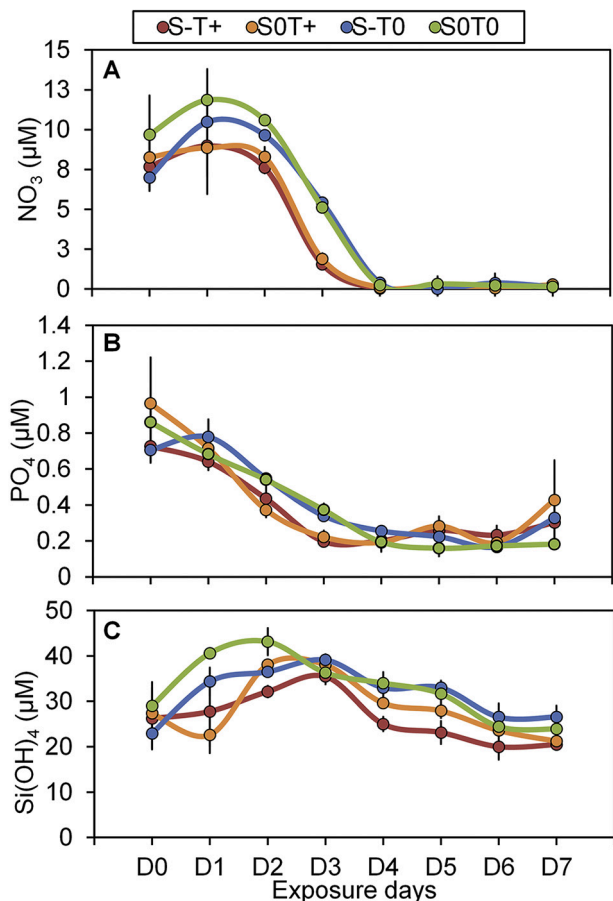 S-T+ S0T+ S-T0 S0T0
A
NO3 (µM)
15
13
10
8
5
3
0
B
PO4 (µM)
1.4
1.2
1
0.8
0.6
0.4
0.2
0
C
Si(OH)4 (µM)
50
40
30
20
10
0
D0 D1 D2 D3 D4 D5 D6 D7
Exposure days